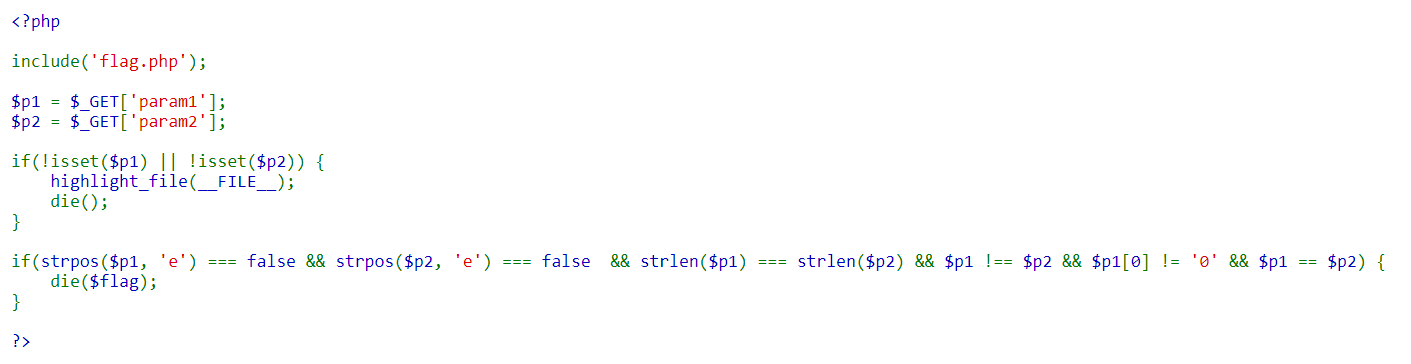 <?php
include('flag.php');
$p1 = $_GET['param1'];
$p2 = $_GET['param2'];
if(!isset($p1) || !isset($p2)) {
    highlight_file(__FILE__);
    die();
}
if(strpos($p1, 'e') === false && strpos($p2, 'e') === false  && strlen($p1) === strlen($p2) && $p1 !== $p2 && $p1[0] != '0' && $p1 == $p2) {
    die($flag);
}
?>